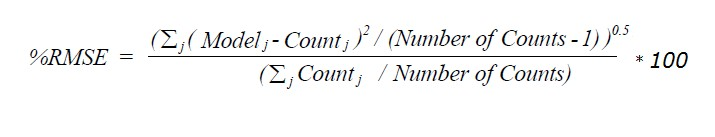 %RMSE = (Σⱼ( Modelⱼ - Countⱼ )² / (Number of Counts - 1) )⁰·⁵
(Σⱼ Countⱼ / Number of Counts) * 100